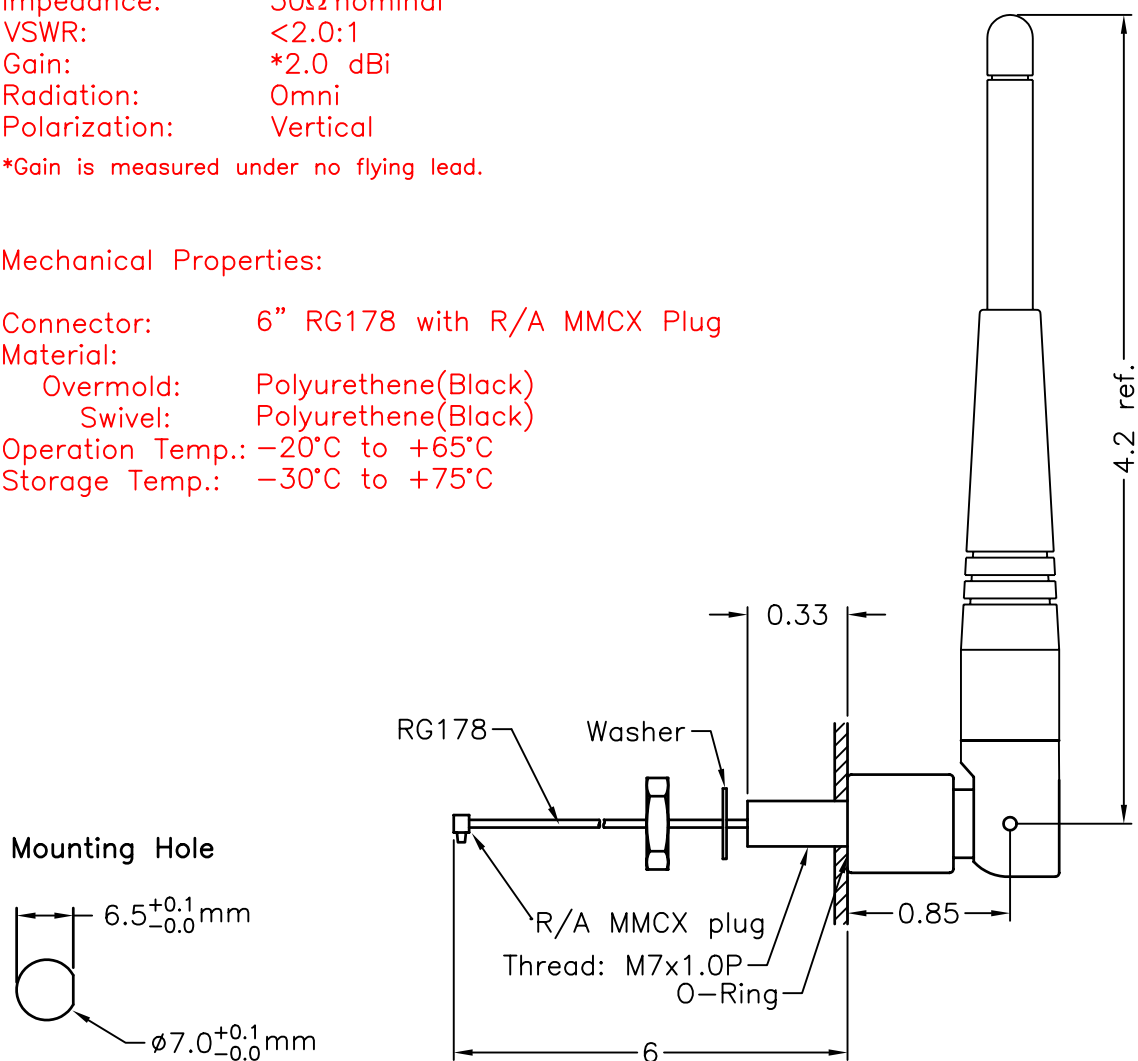 Impedance: 50Ω nominal
VSWR: <2.0:1
Gain: *2.0 dBi
Radiation: Omni
Polarization: Vertical
*Gain is measured under no flying lead.
Mechanical Properties:
Connector: 6” RG178 with R/A MMCX Plug
Material:
Overmold: Polyurethene(Black)
Swivel: Polyurethene(Black)
Operation Temp.: −20°C to +65°C
Storage Temp.: −30°C to +75°C
4.2 ref.
0.33
RG178
Washer
Mounting Hole
6.5+0.1−0.0mm
0.85
R/A MMCX plug
Thread: M7x1.0P
O−Ring
ø7.0+0.1−0.0mm
6